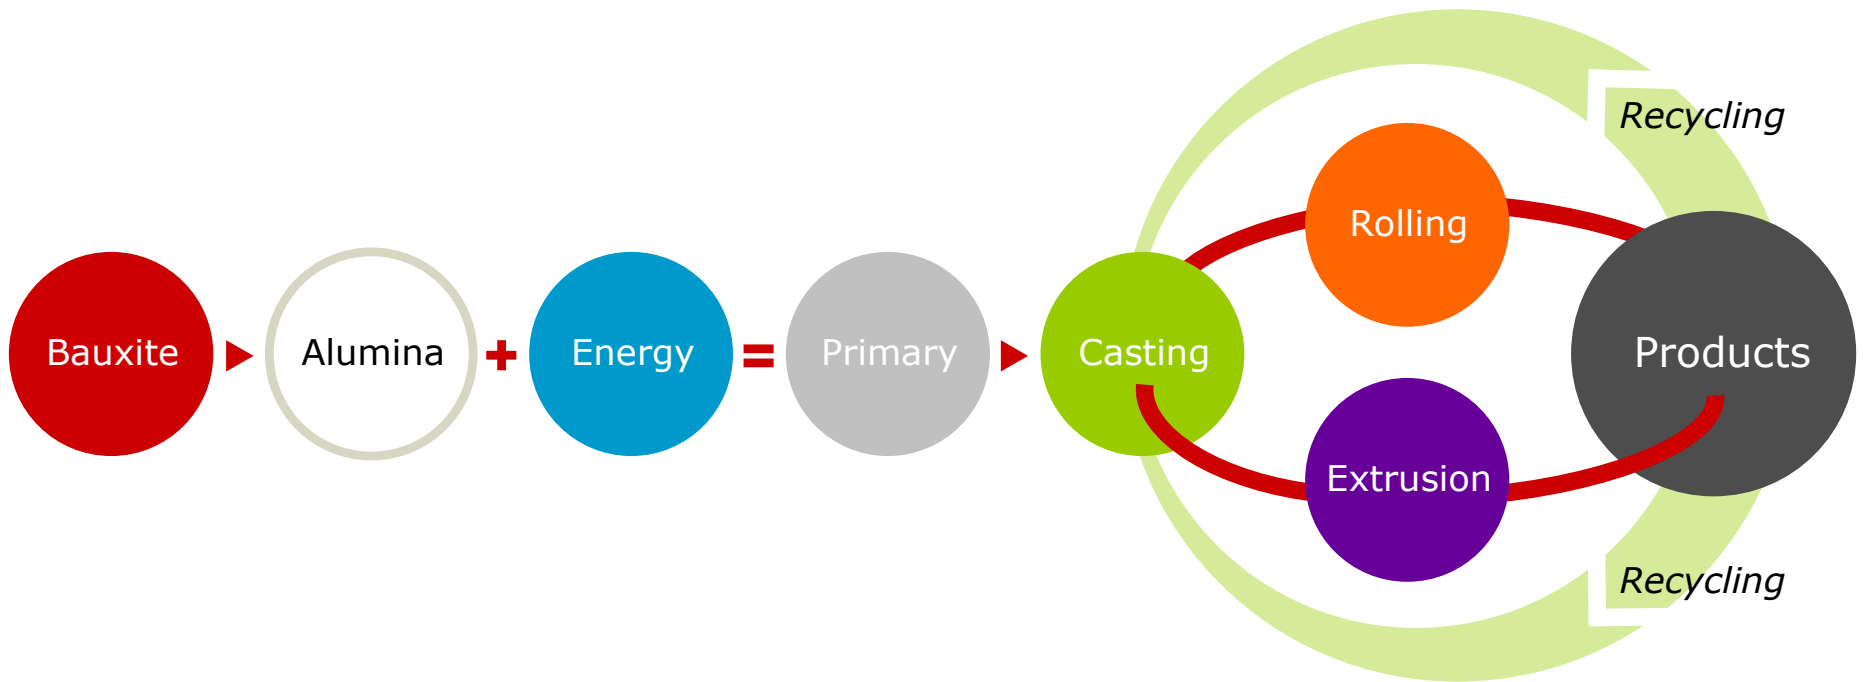 Bauxite
Alumina
Energy
Primary
Casting
Rolling
Extrusion
Products
Recycling
Recycling